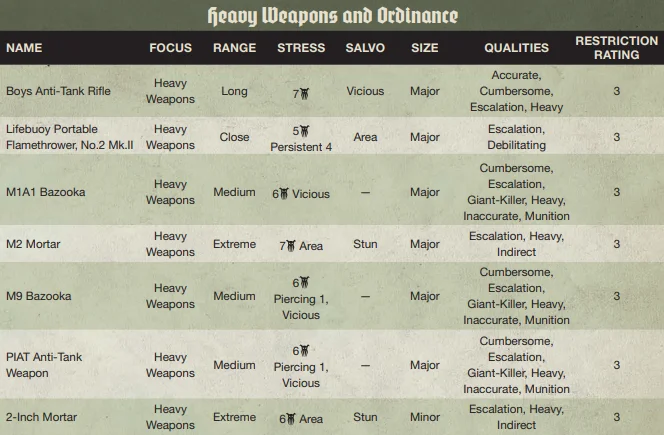 Heavy Weapons and Ordinance
NAME FOCUS RANGE STRESS SALVO SIZE QUALITIES RESTRICTION RATING
Boys Anti-Tank Rifle Heavy Weapons Long 7 Vicious Major Accurate, Cumbersome, Escalation, Heavy 3
Lifebuoy Portable Flamethrower, No.2 Mk.II Heavy Weapons Close 5 Persistent 4 Area Major Escalation, Debilitating 3
M1A1 Bazooka Heavy Weapons Medium 6 Vicious — Major Cumbersome, Escalation, Giant-Killer, Heavy, Inaccurate, Munition 3
M2 Mortar Heavy Weapons Extreme 7 Area Stun Major Escalation, Heavy, Indirect 3
M9 Bazooka Heavy Weapons Medium 6 Piercing 1, Vicious — Major Cumbersome, Escalation, Giant-Killer, Heavy, Inaccurate, Munition 3
PIAT Anti-Tank Weapon Heavy Weapons Medium 6 Piercing 1, Vicious — Major Cumbersome, Escalation, Giant-Killer, Heavy, Inaccurate, Munition 3
2-Inch Mortar Heavy Weapons Extreme 6 Area Stun Minor Escalation, Heavy, Indirect 3